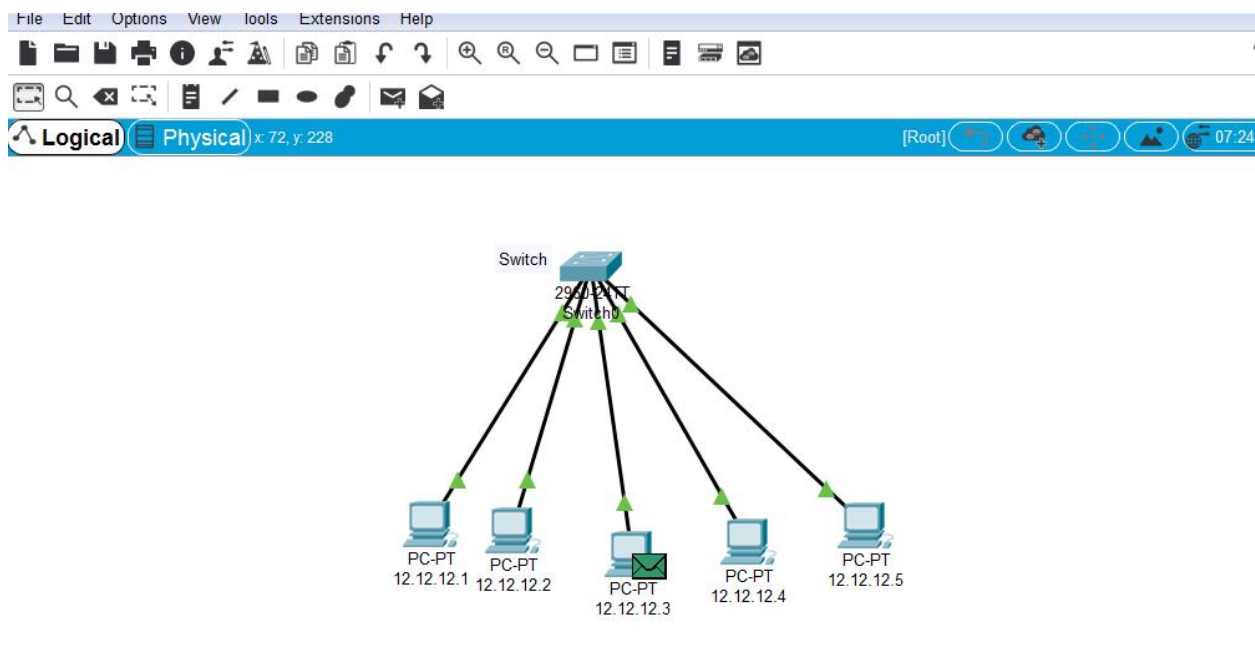 File Edit Options View Tools Extensions Help
Logical Physical x: 72, y: 228 [Root] 07:24
Switch
2950-24TT
Switch0
PC-PT
12.12.12.1
PC-PT
12.12.12.2
PC-PT
12.12.12.3
PC-PT
12.12.12.4
PC-PT
12.12.12.5